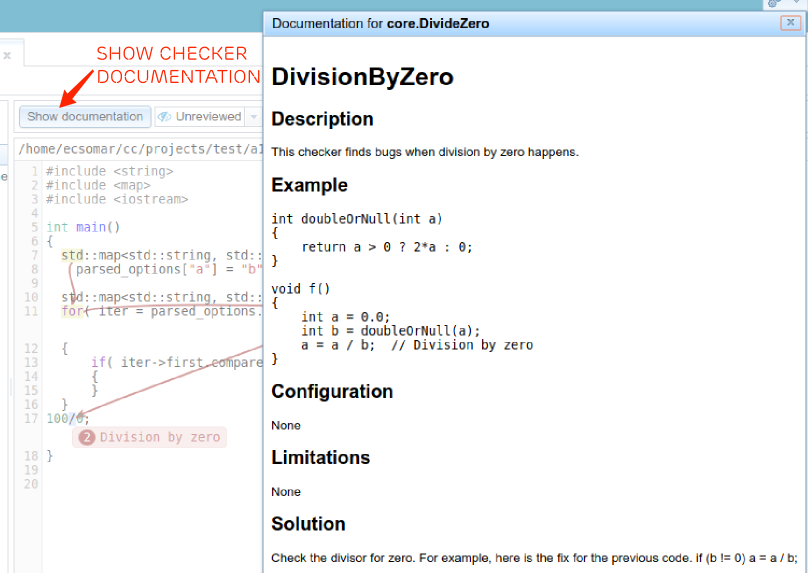 Documentation for core.DivideZero
x
x
SHOW CHECKER
DOCUMENTATION
Show documentation
Unreviewed
/home/ecsomar/cc/projects/test/a1
1 #include <string>
2 #include <map>
3 #include <iostream>
4
5 int main()
6 {
7 std::map<std::string, std::
8 parsed_options["a"] = "b"
9
10 std::map<std::string, std::
11 for( iter = parsed_options.
12 {
13 if( iter->first.compare
14 {
15 }
16 }
17 100/0;
2 Division by zero
18 }
19
20
DivisionByZero
Description
This checker finds bugs when division by zero happens.
Example
int doubleOrNull(int a)
{
return a > 0 ? 2*a : 0;
}
void f()
{
int a = 0.0;
int b = doubleOrNull(a);
a = a / b;  // Division by zero
}
Configuration
None
Limitations
None
Solution
Check the divisor for zero. For example, here is the fix for the previous code. if (b != 0) a = a / b;